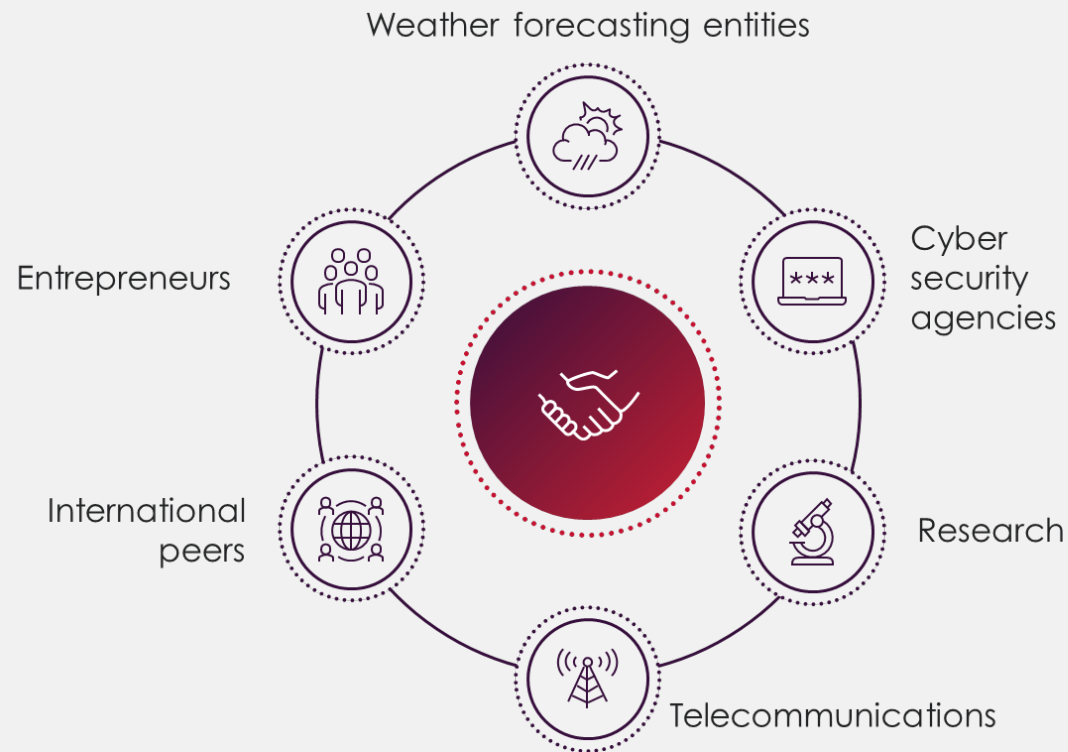 Weather forecasting entities
Cyber
security
agencies
Entrepreneurs
***
International
peers
Research
Telecommunications